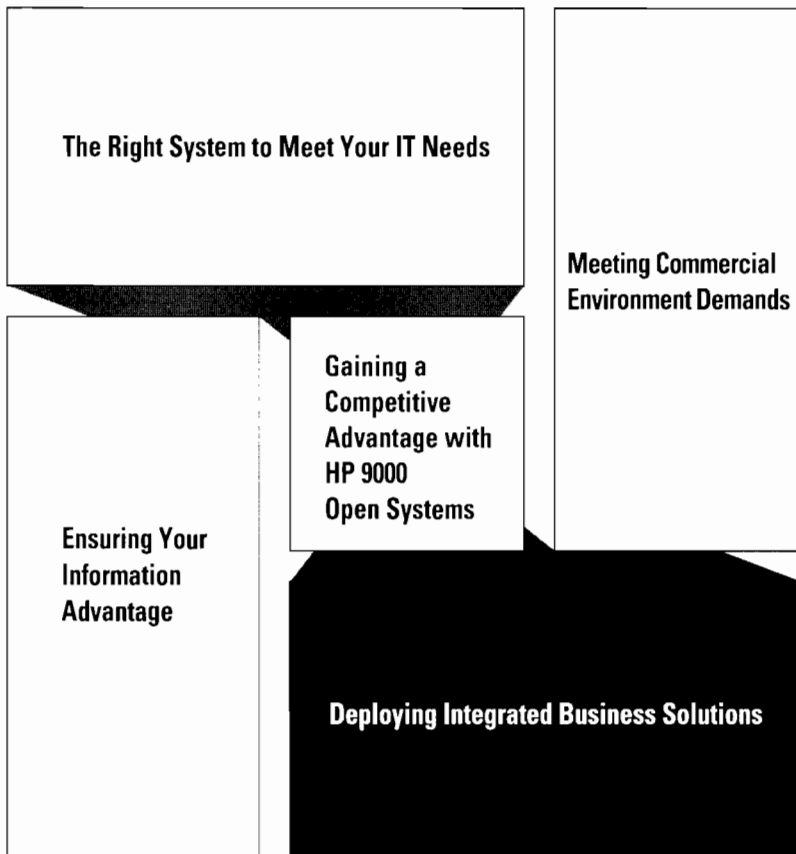 The Right System to Meet Your IT Needs
Meeting Commercial
Environment Demands
Gaining a
Competitive
Advantage with
HP 9000
Open Systems
Ensuring Your
Information
Advantage
Deploying Integrated Business Solutions